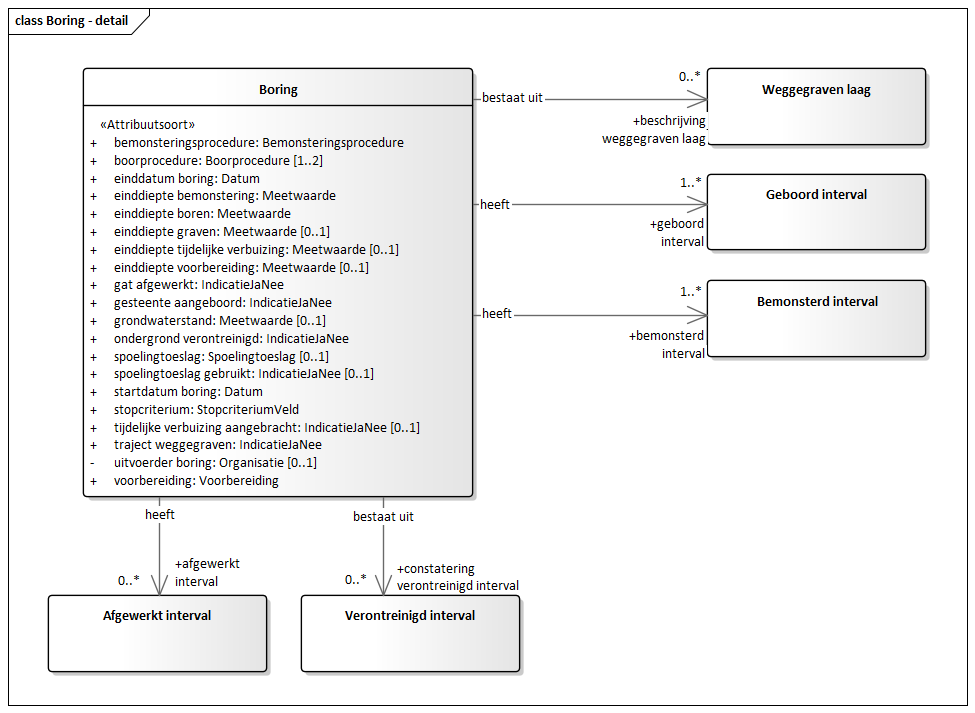 class Boring - detail
Boring
«Attribuutsoort»
+ bemonsteringsprocedure: Bemonsteringsprocedure
+ boorprocedure: Boorprocedure [1..2]
+ einddatum boring: Datum
+ einddiepte bemonstering: Meetwaarde
+ einddiepte boren: Meetwaarde
+ einddiepte graven: Meetwaarde [0..1]
+ einddiepte tijdelijke verbuizing: Meetwaarde [0..1]
+ einddiepte voorbereiding: Meetwaarde [0..1]
+ gat afgewerkt: IndicatieJaNee
+ gesteente aangeboord: IndicatieJaNee
+ grondwaterstand: Meetwaarde [0..1]
+ ondergrond verontreinigd: IndicatieJaNee
+ spoelingtoeslag: Spoelingtoeslag [0..1]
+ spoelingtoeslag gebruikt: IndicatieJaNee [0..1]
+ startdatum boring: Datum
+ stopcriterium: StopcriteriumVeld
+ tijdelijke verbuizing aangebracht: IndicatieJaNee [0..1]
+ traject weggegraven: IndicatieJaNee
- uitvoerder boring: Organisatie [0..1]
+ voorbereiding: Voorbereiding
bestaat uit
0..*
+beschrijving
weggegraven laag
Weggegraven laag
heeft
1..*
+geboord
interval
Geboord interval
heeft
1..*
+bemonsterd
interval
Bemonsterd interval
heeft
0..*
+afgewerkt
interval
Afgewerkt interval
bestaat uit
0..*
+constatering
verontreinigd interval
Verontreinigd interval